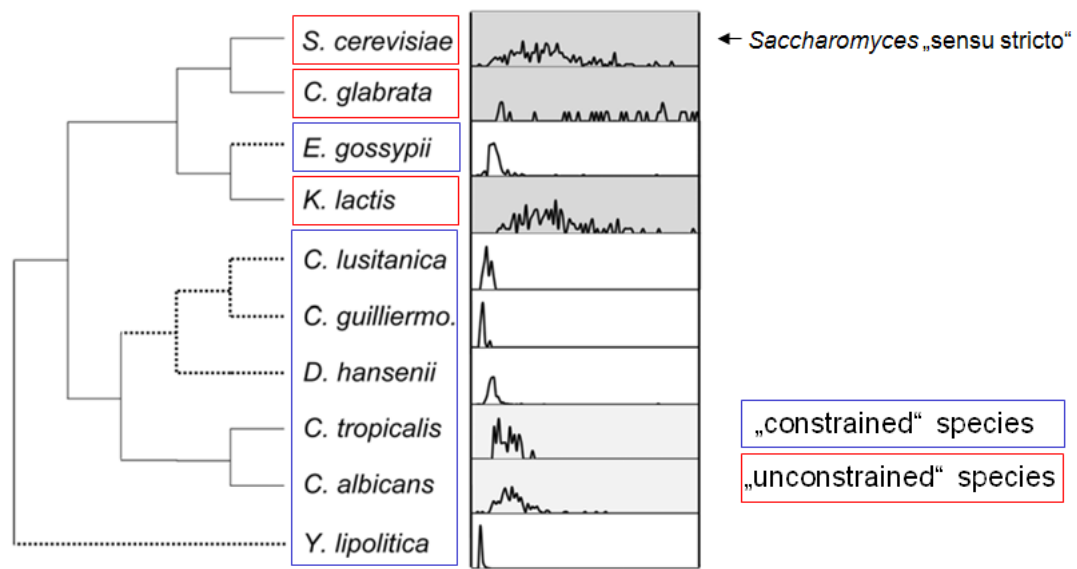 S. cerevisiae
← Saccharomyces „sensu stricto“
C. glabrata
E. gossypii
K. lactis
C. lusitanica
C. guilliermo.
D. hansenii
C. tropicalis
„constrained“ species
„unconstrained“ species
C. albicans
Y. lipolitica